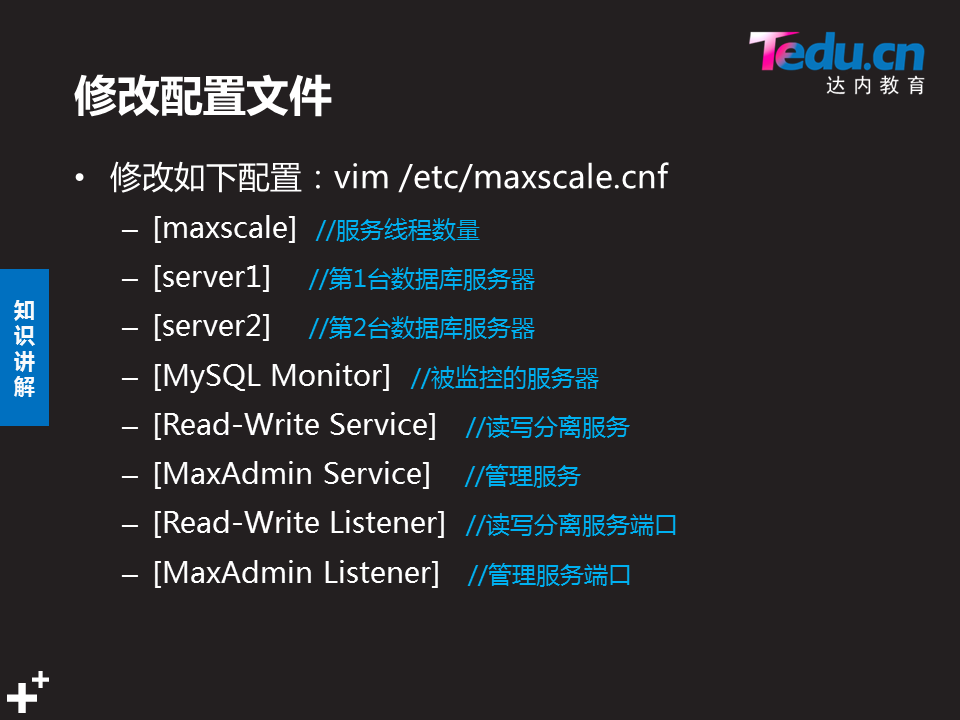 Tedu.cn
达内教育
修改配置文件
• 修改如下配置：vim /etc/maxscale.cnf
– [maxscale] //服务线程数量
– [server1] //第1台数据库服务器
– [server2] //第2台数据库服务器
– [MySQL Monitor] //被监控的服务器
– [Read-Write Service] //读写分离服务
– [MaxAdmin Service] //管理服务
– [Read-Write Listener] //读写分离服务端口
– [MaxAdmin Listener] //管理服务端口
知识讲解